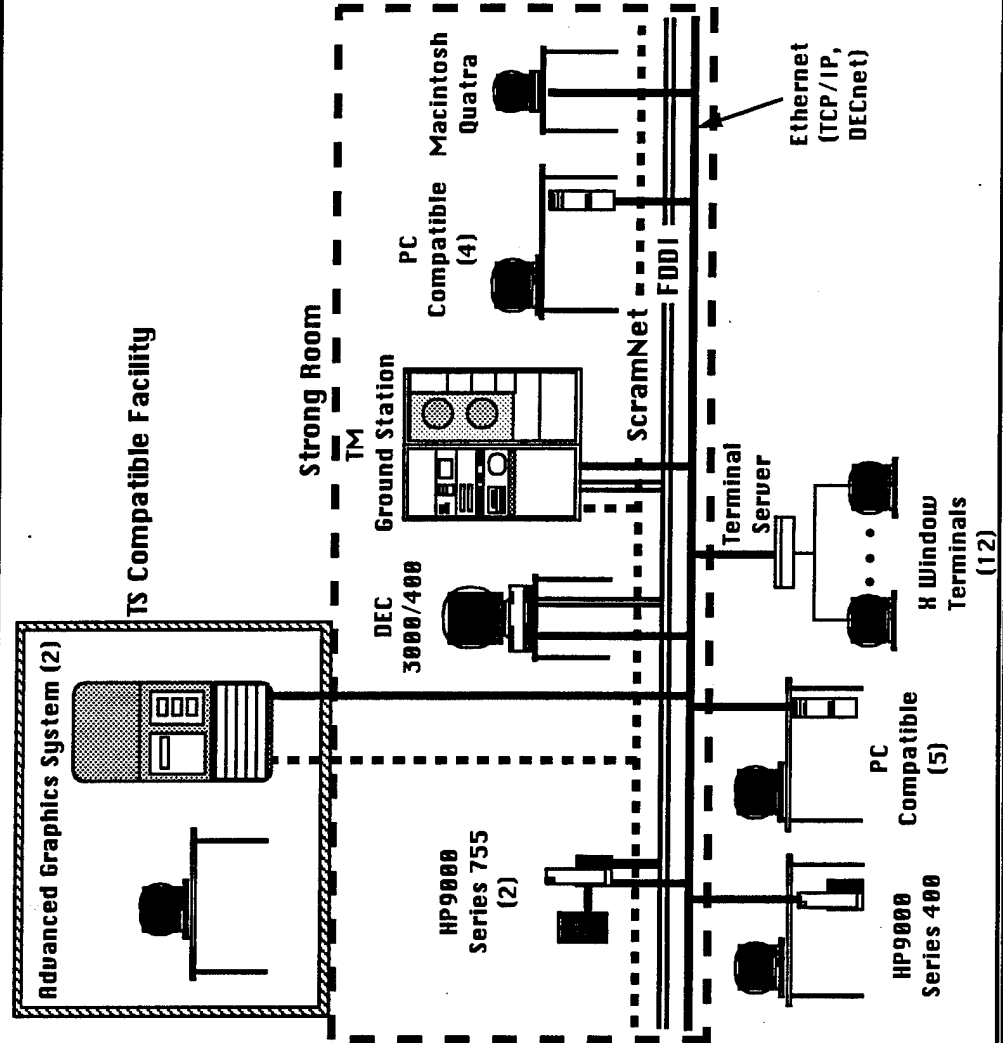 TS Compatible Facility
Advanced Graphics System (2)
Strong Room
TM
Ground Station
PC
Compatible
(4)
Macintosh
Quatra
DEC
3000/400
HP9000
Series 755
(2)
ScramNet
FDDI
Ethernet
(TCP/IP,
DECnet)
Terminal
Server
X Window
Terminals
(12)
PC
Compatible
(5)
HP9000
Series 400